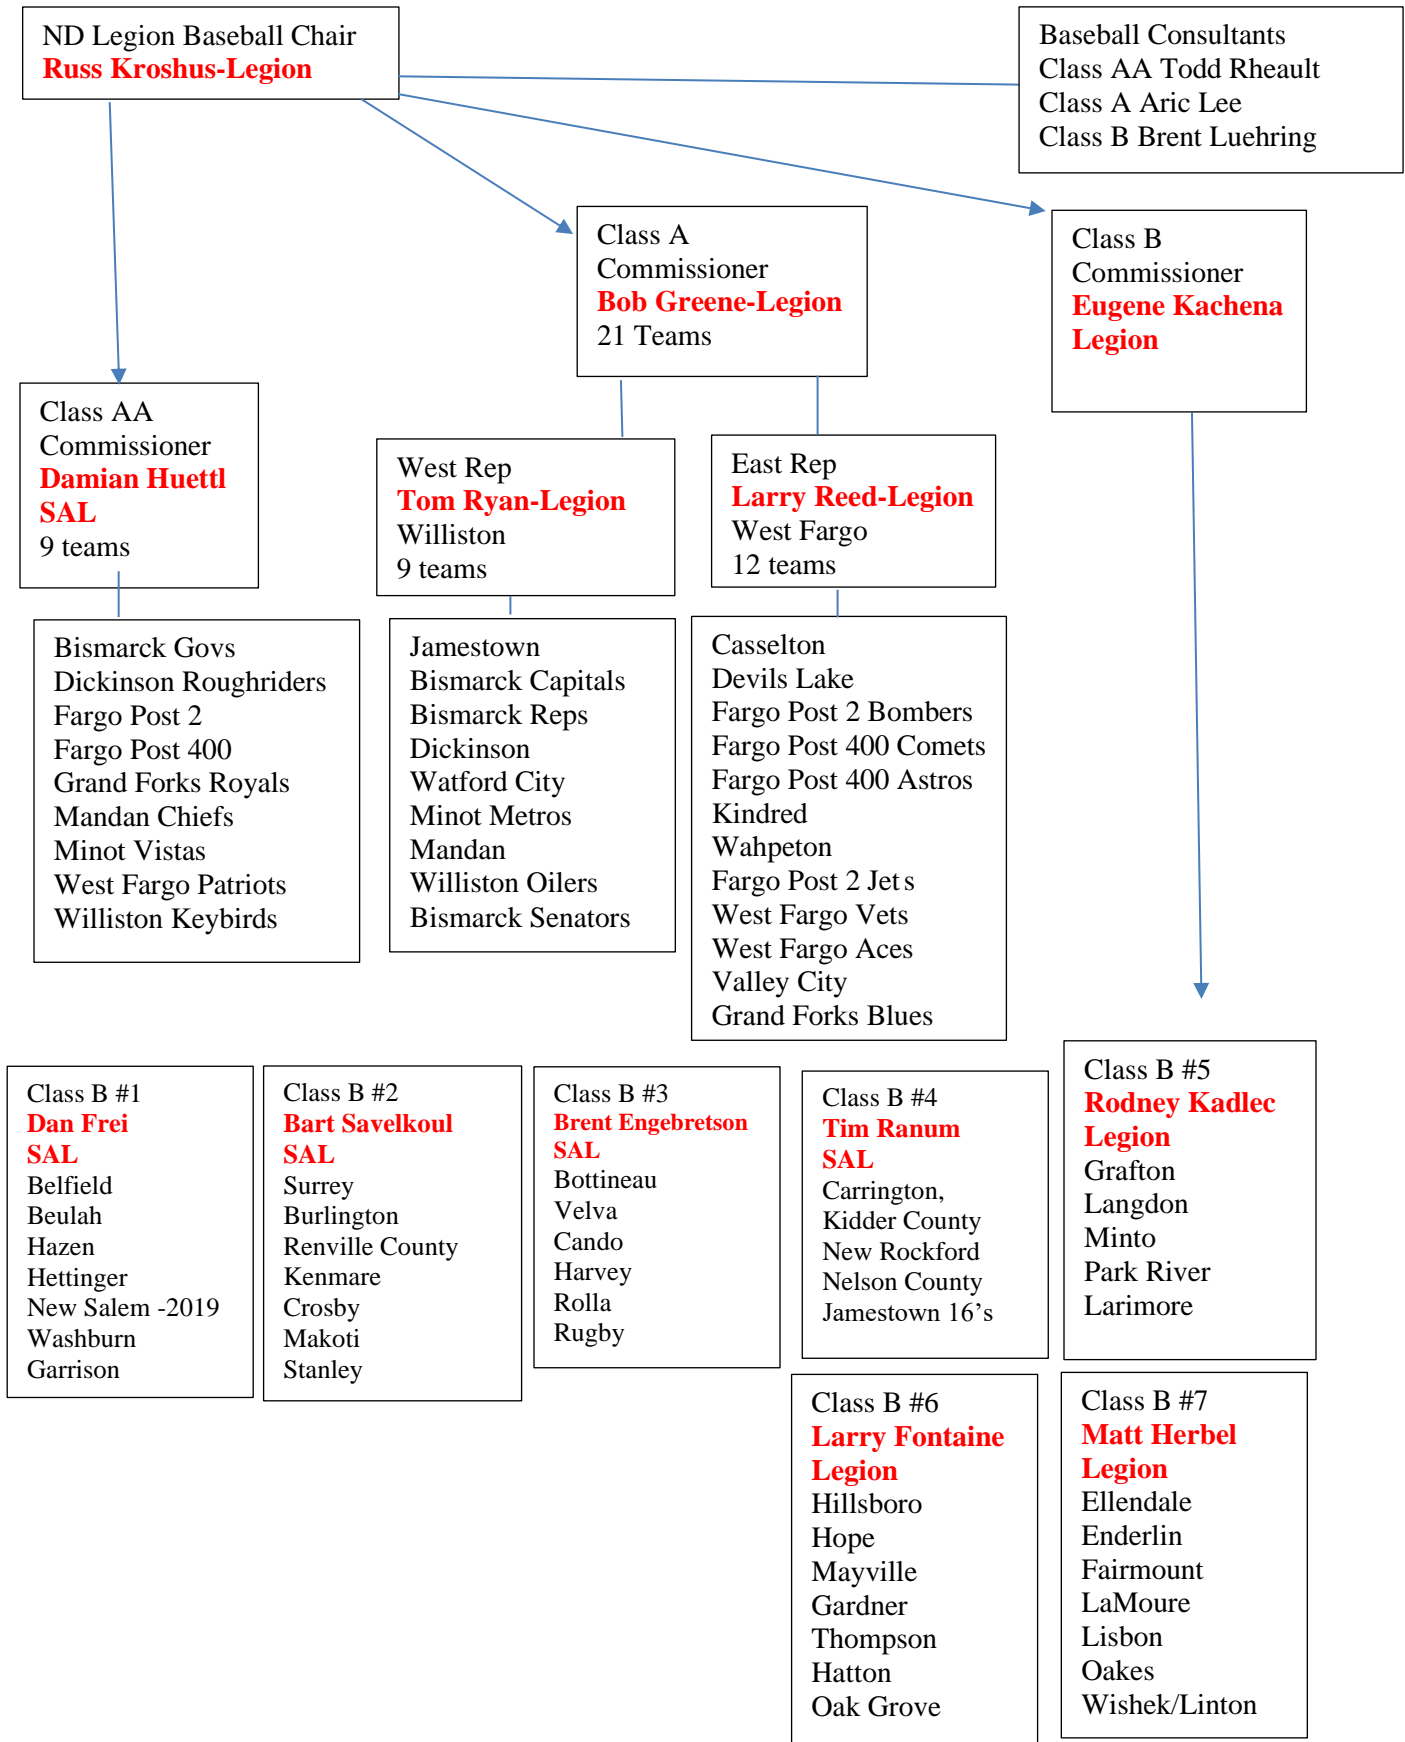 ND Legion Baseball Chair
Russ Kroshus-Legion
Baseball Consultants
Class AA Todd Rheault
Class A Aric Lee
Class B Brent Luehring
Class A
Commissioner
Bob Greene-Legion
21 Teams
Class B
Commissioner
Eugene Kachena
Legion
Class AA
Commissioner
Damian Huettl
SAL
9 teams
West Rep
Tom Ryan-Legion
Williston
9 teams
East Rep
Larry Reed-Legion
West Fargo
12 teams
Bismarck Govs
Dickinson Roughriders
Fargo Post 2
Fargo Post 400
Grand Forks Royals
Mandan Chiefs
Minot Vistas
West Fargo Patriots
Williston Keybirds
Jamestown
Bismarck Capitals
Bismarck Reps
Dickinson
Watford City
Minot Metros
Mandan
Williston Oilers
Bismarck Senators
Casselton
Devils Lake
Fargo Post 2 Bombers
Fargo Post 400 Comets
Fargo Post 400 Astros
Kindred
Wahpeton
Fargo Post 2 Jets
West Fargo Vets
West Fargo Aces
Valley City
Grand Forks Blues
Class B #1
Dan Frei
SAL
Belfield
Beulah
Hazen
Hettinger
New Salem -2019
Washburn
Garrison
Class B #2
Bart Savelkoul
SAL
Surrey
Burlington
Renville County
Kenmare
Crosby
Makoti
Stanley
Class B #3
Brent Engebretson
SAL
Bottineau
Velva
Cando
Harvey
Rolla
Rugby
Class B #4
Tim Ranum
SAL
Carrington,
Kidder County
New Rockford
Nelson County
Jamestown 16’s
Class B #5
Rodney Kadlec
Legion
Grafton
Langdon
Minto
Park River
Larimore
Class B #6
Larry Fontaine
Legion
Hillsboro
Hope
Mayville
Gardner
Thompson
Hatton
Oak Grove
Class B #7
Matt Herbel
Legion
Ellendale
Enderlin
Fairmount
LaMoure
Lisbon
Oakes
Wishek/Linton